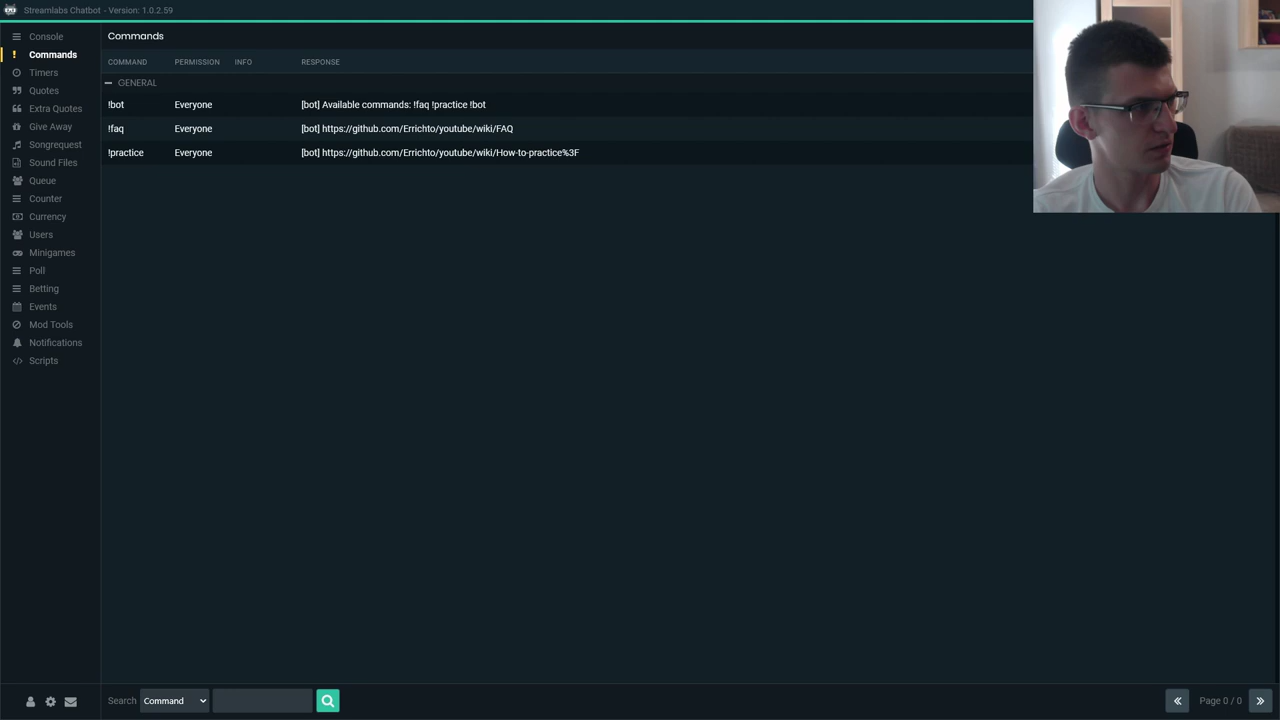 Streamlabs Chatbot - Version: 1.0.2.59
Console
Commands
Timers
Quotes
Extra Quotes
Give Away
Songrequest
Sound Files
Queue
Counter
Currency
Users
Minigames
Poll
Betting
Events
Mod Tools
Notifications
Scripts
Commands
COMMAND PERMISSION INFO RESPONSE
GENERAL
!bot Everyone [bot] Available commands: !faq !practice !bot
!faq Everyone [bot] https://github.com/Errichto/youtube/wiki/FAQ
!practice Everyone [bot] https://github.com/Errichto/youtube/wiki/How-to-practice%3F
Search Command
Page 0 / 0